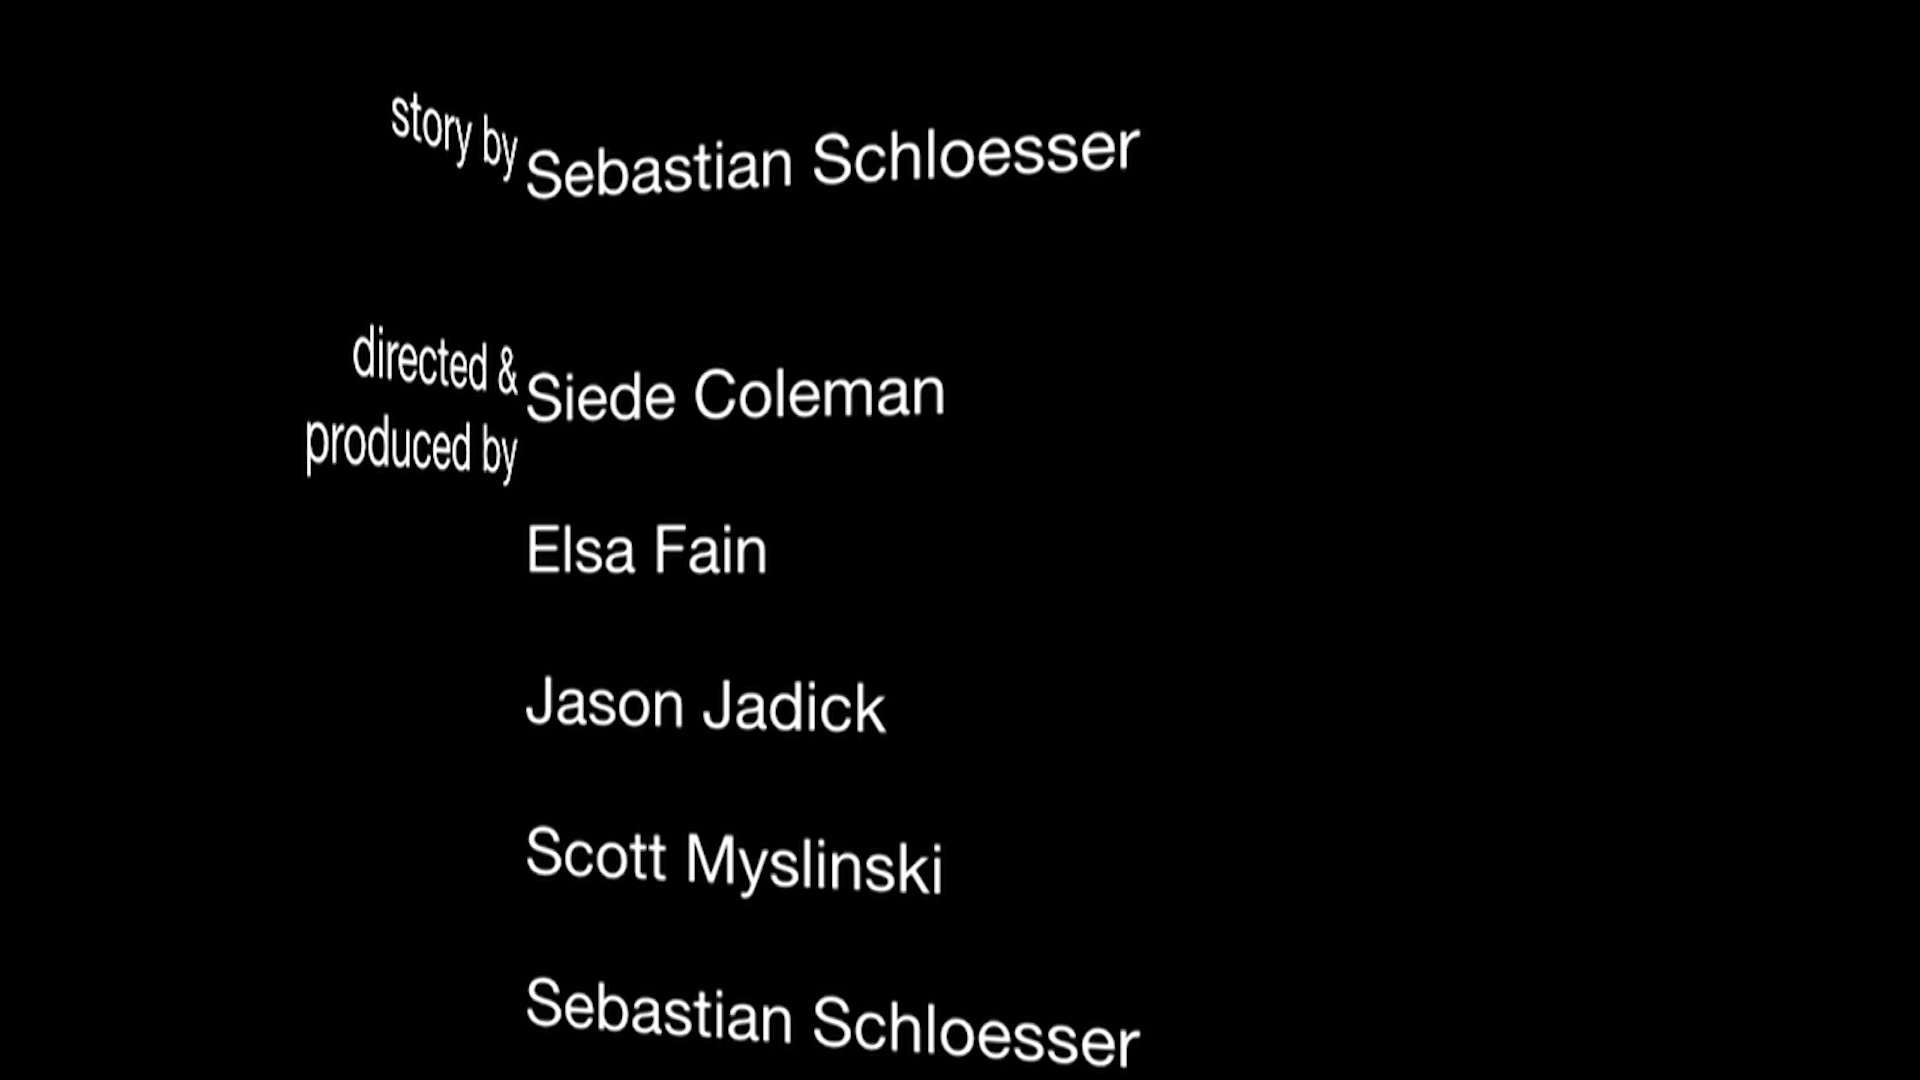 story by Sebastian Schloesser
directed & Siede Coleman
produced by
Elsa Fain
Jason Jadick
Scott Myslinski
Sebastian Schloesser